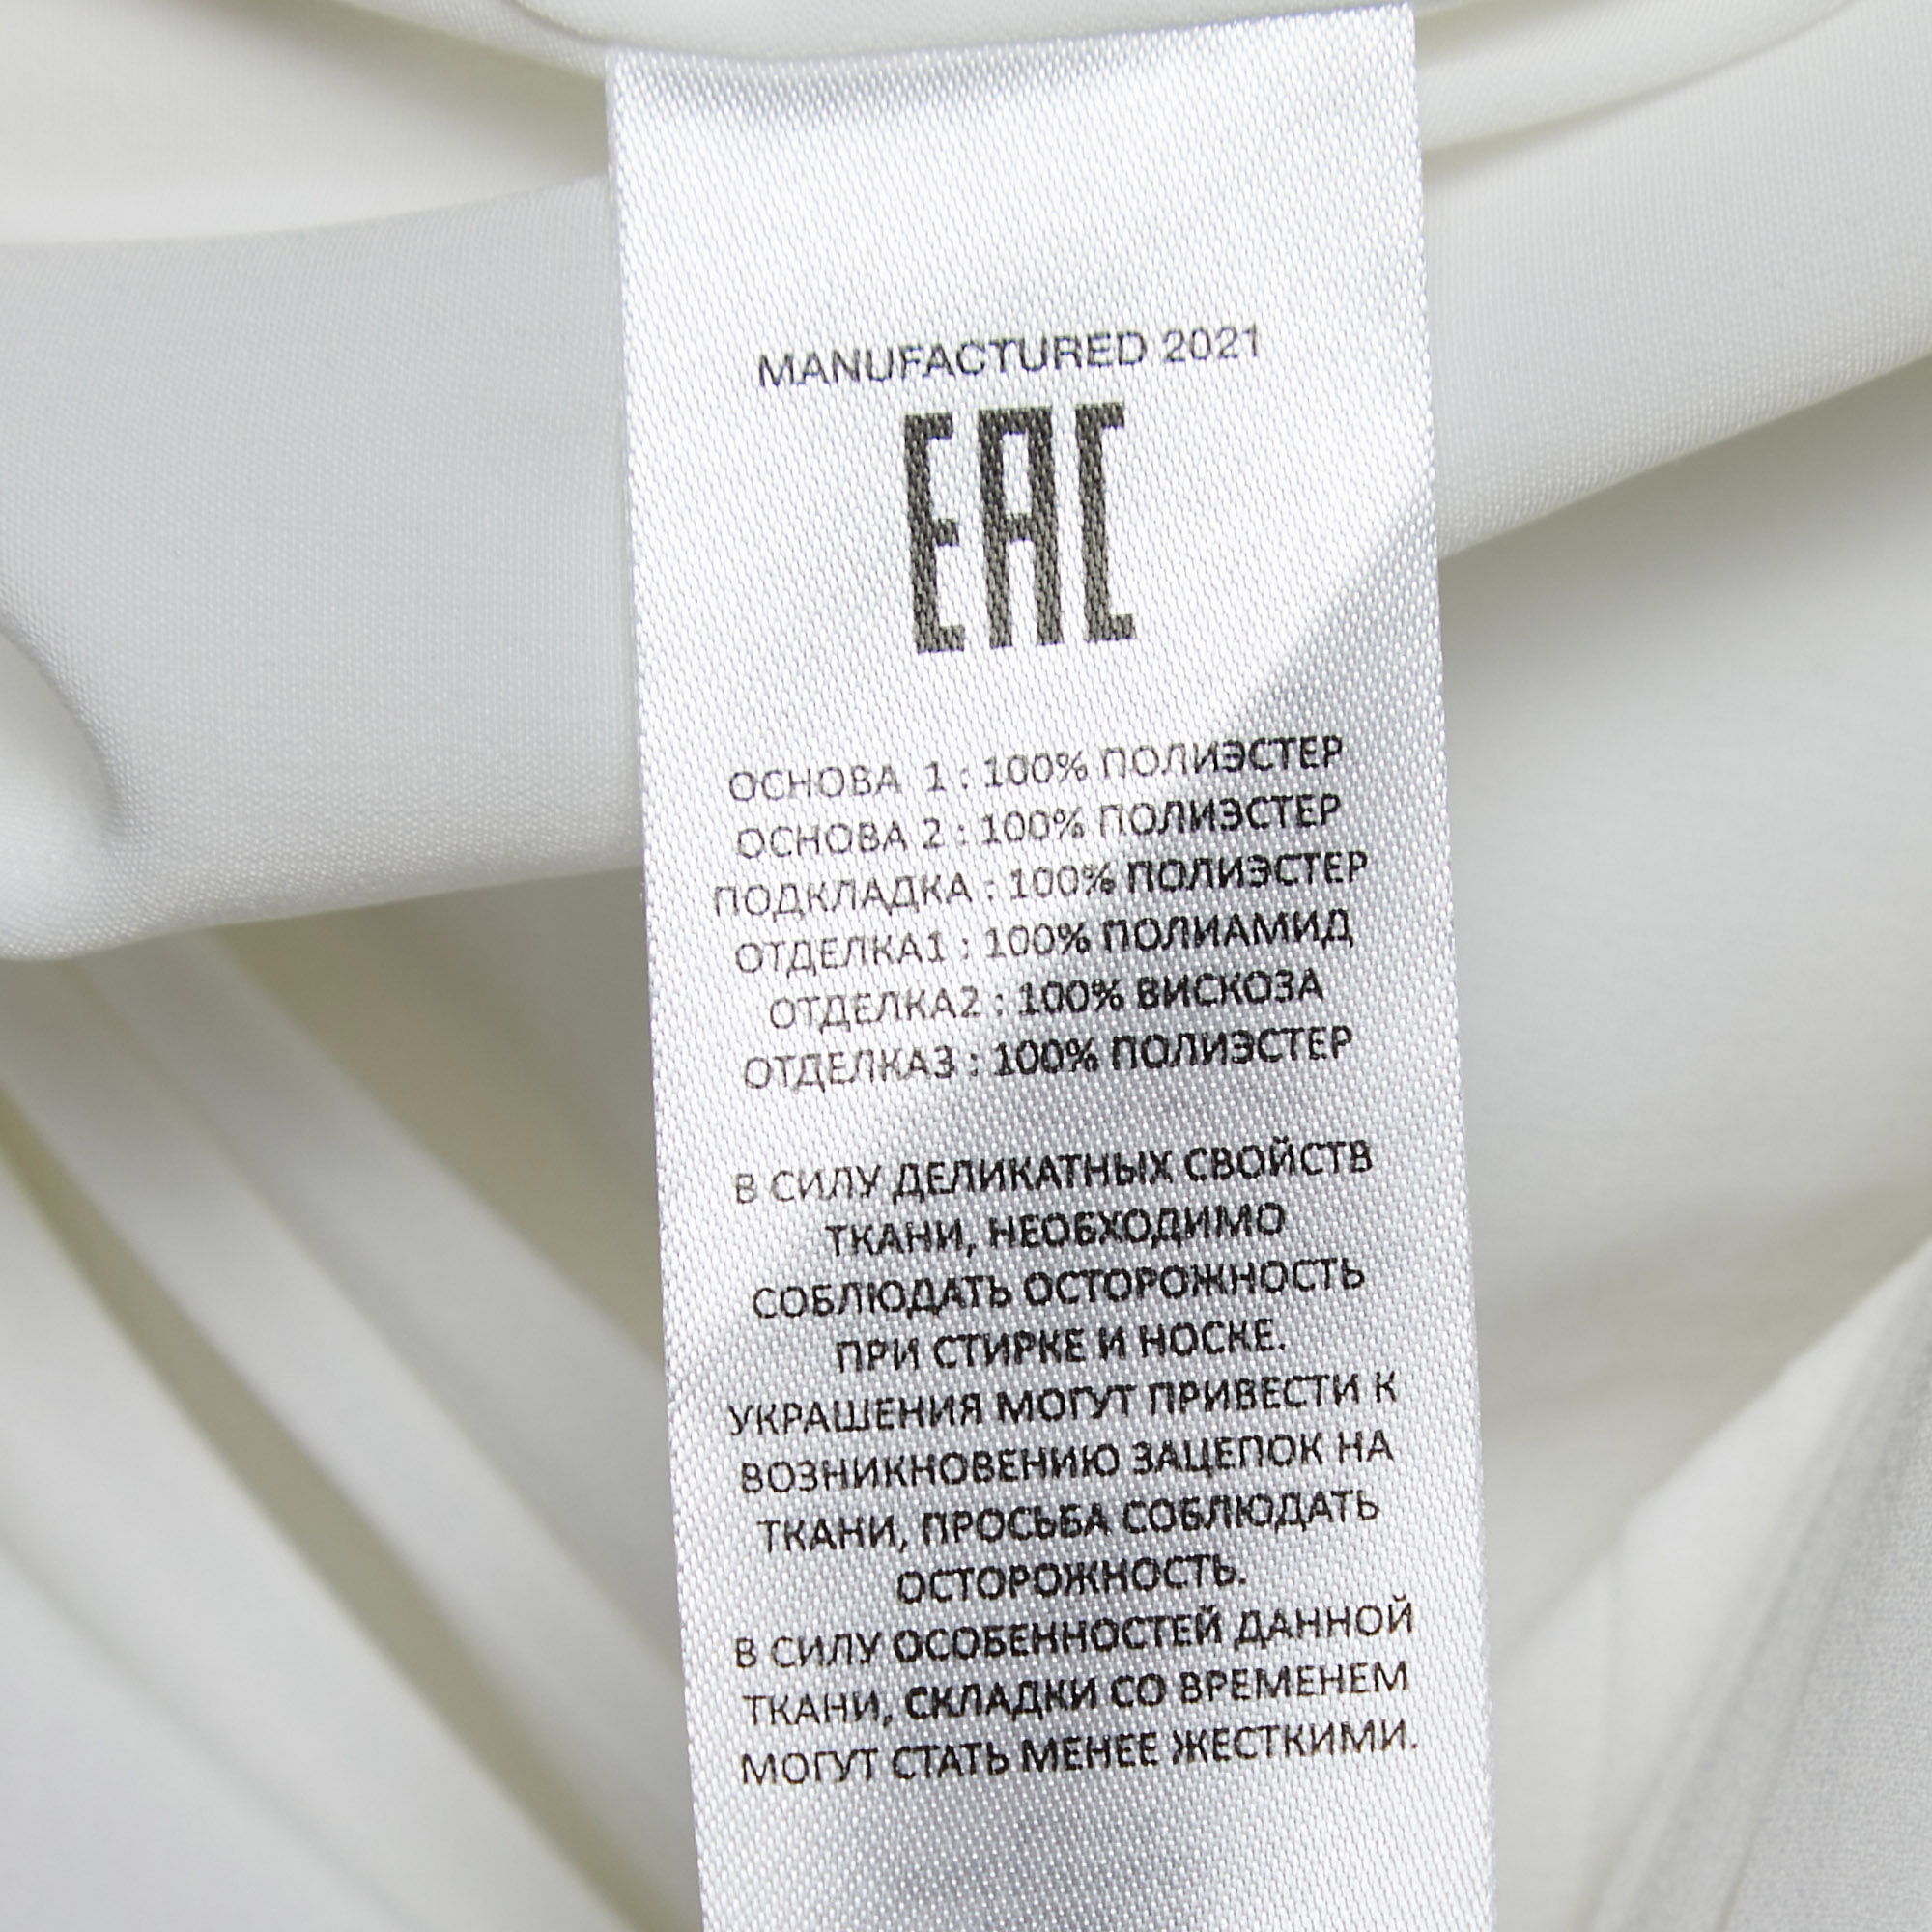 MANUFACTURED 2021
EAC
ОСНОВА 1 : 100% ПОЛИЭСТЕР
ОСНОВА 2 : 100% ПОЛИЭСТЕР
ПОДКЛАДКА : 100% ПОЛИЭСТЕР
ОТДЕЛКА1 : 100% ПОЛИАМИД
ОТДЕЛКА2 : 100% ВИСКОЗА
ОТДЕЛКА3 : 100% ПОЛИЭСТЕР
В СИЛУ ДЕЛИКАТНЫХ СВОЙСТВ
ТКАНИ, НЕОБХОДИМО
СОБЛЮДАТЬ ОСТОРОЖНОСТЬ
ПРИ СТИРКЕ И НОСКЕ.
УКРАШЕНИЯ МОГУТ ПРИВЕСТИ К
ВОЗНИКНОВЕНИЮ ЗАЦЕПОК НА
ТКАНИ, ПРОСЬБА СОБЛЮДАТЬ
ОСТОРОЖНОСТЬ.
В СИЛУ ОСОБЕННОСТЕЙ ДАННОЙ
ТКАНИ, СКЛАДКИ СО ВРЕМЕНЕМ
МОГУТ СТАТЬ МЕНЕЕ ЖЕСТКИМИ.